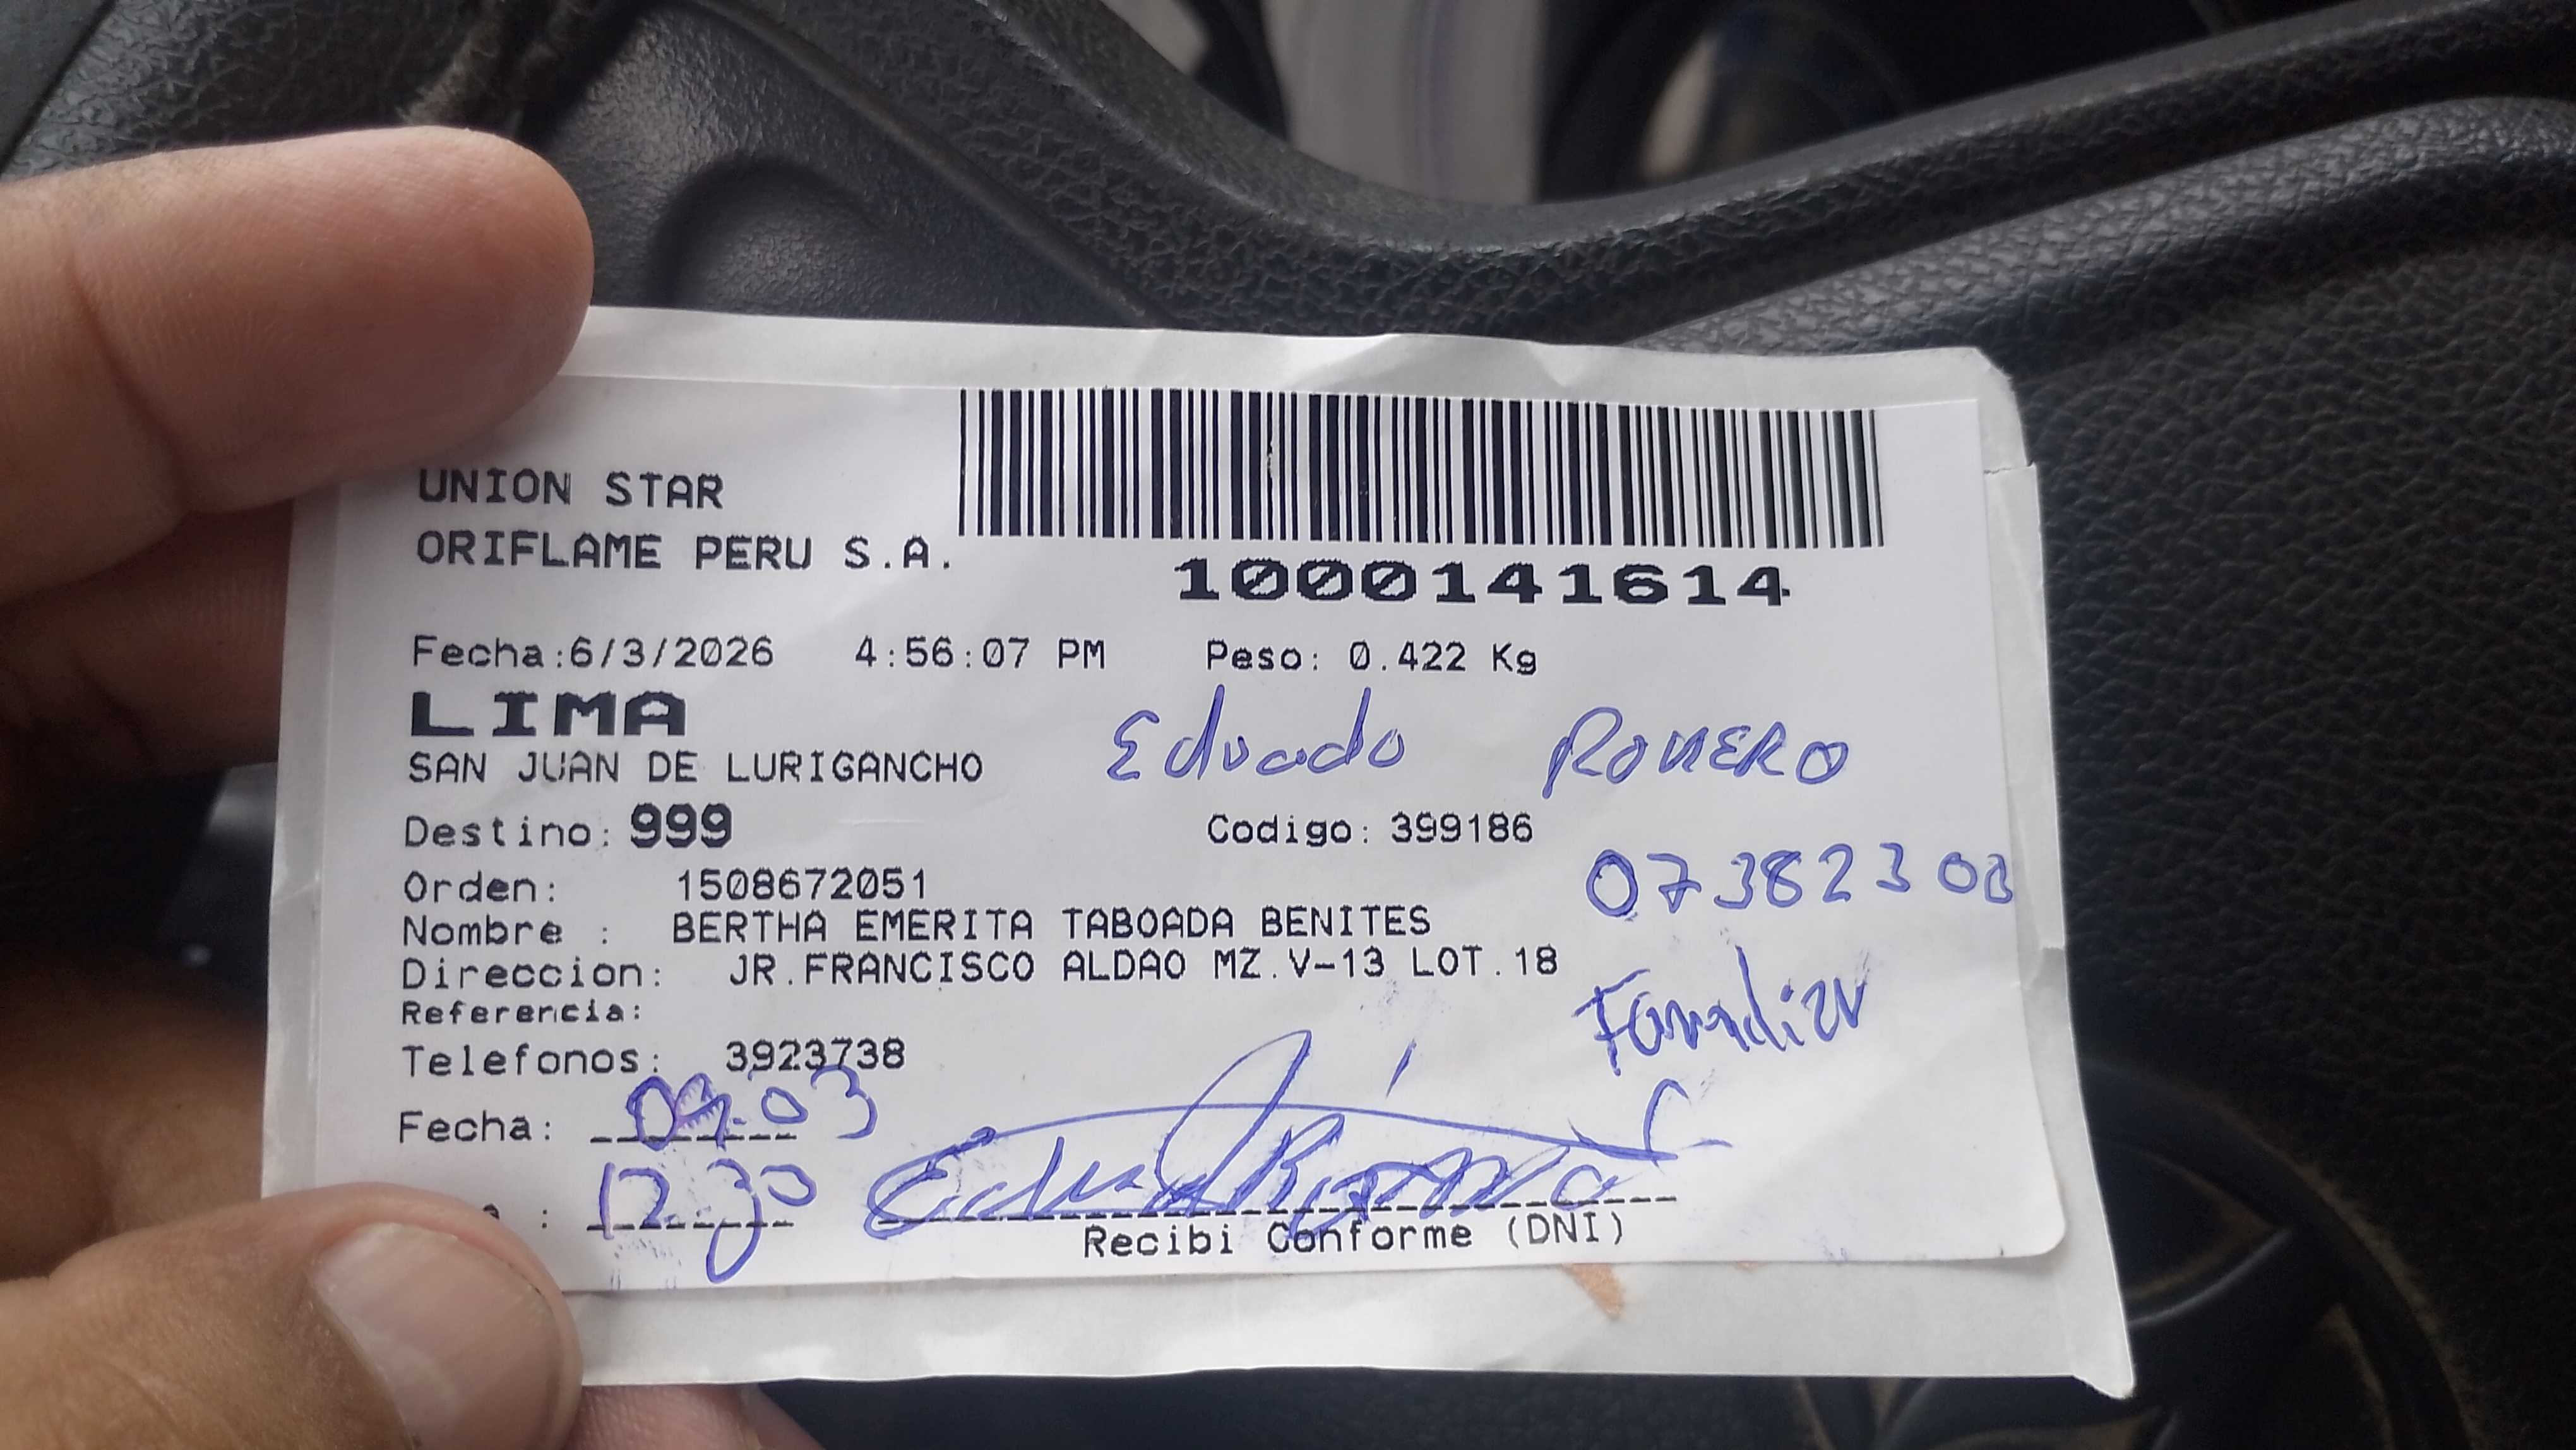 UNION STAR
ORIFLAME PERU S.A.
1000141614
Fecha:6/3/2026 4:56:07 PM Peso: 0.422 Kg
LIMA
Eduado ROMERO
SAN JUAN DE LURIGANCHO
Destino: 999 Codigo: 399186
Orden: 1508672051
07382300
Nombre : BERTHA EMERITA TABOADA BENITES
Direccion: JR.FRANCISCO ALDAO MZ.V-13 LOT.18
Referencia:
Familiar
Telefonos: 3923738
Fecha: 09-03
: 12 30
Recibi Conforme (DNI)